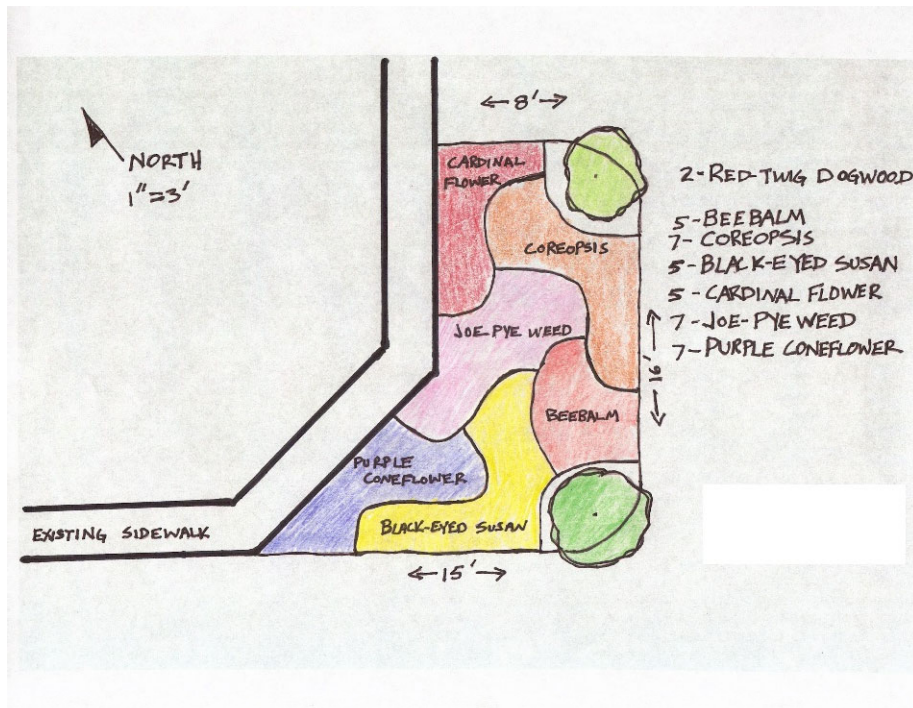 8'
NORTH
1"=3'
CARDINAL
FLOWER
COREOPSIS
JOE-PYE WEED
BEEBALM
PURPLE
CONEFLOWER
BLACK-EYED SUSAN
EXISTING SIDEWALK
16'
15'
2-RED-TWIG DOGWOOD
5-BEEBALM
7-COREOPSIS
5-BLACK-EYED SUSAN
5-CARDINAL FLOWER
7-JOE-PYE WEED
7-PURPLE CONEFLOWER